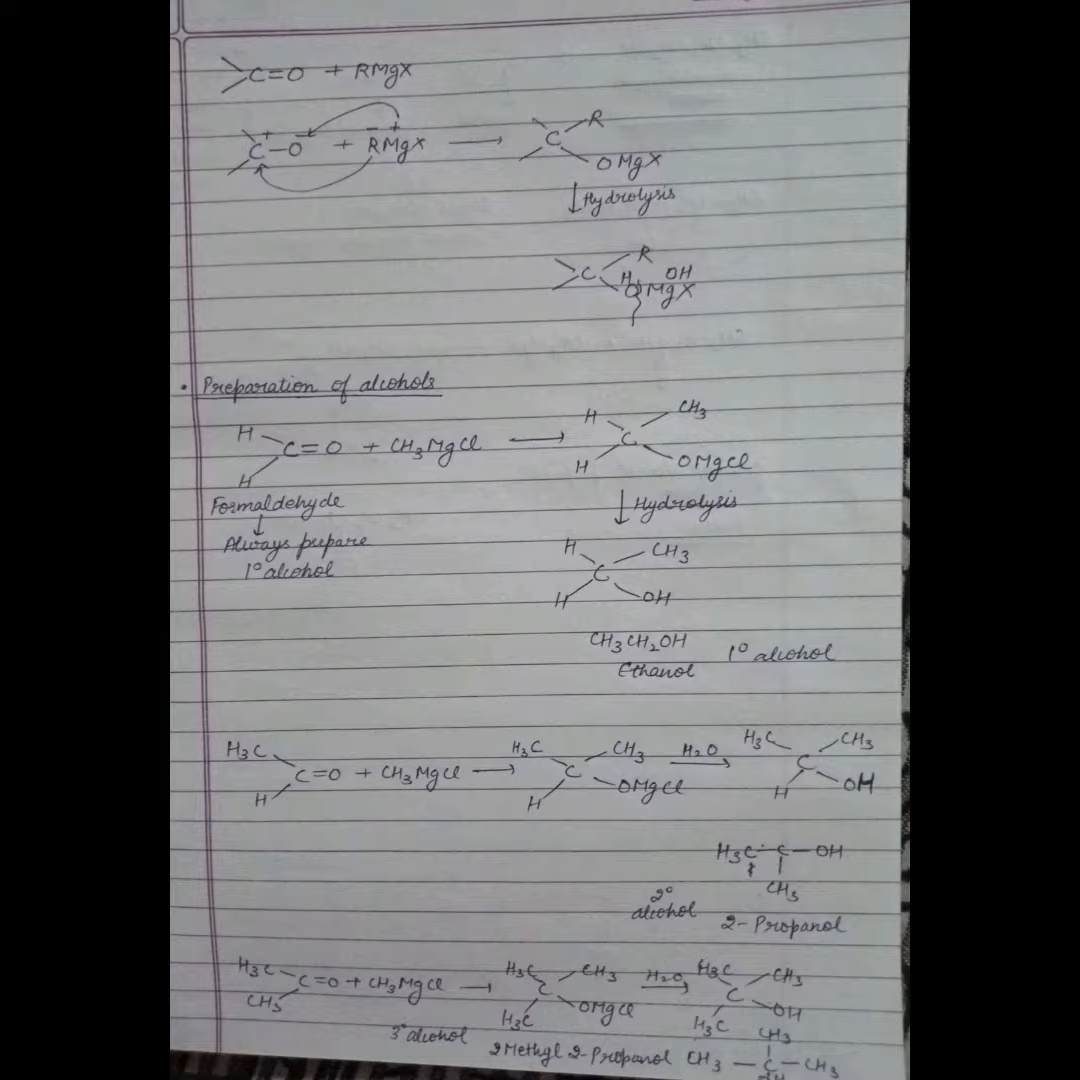 C=O + RMgX
C–O + RMgX ⟶ C R
OMgX
↓ Hydrolysis
C R
H OH
OMgX
• Preparation of alcohols
H CH3
H C=O + CH3MgCl ⟶ C
H H OMgCl
Formaldehyde ↓ Hydrolysis
↓
Always prepare H C CH3
1° alcohol
H OH
CH3CH2OH 1° alcohol
Ethanol
H3C H3C CH3 H2O H3C CH3
C=O + CH3MgCl ⟶ C ⟶ C
H H OMgCl H OH
H3C–C–OH
CH3
2°
alcohol 2-Propanol
H3C C=O + CH3MgCl ⟶ H3C C CH3 H2O ⟶ H3C C CH3
CH3 H3C OMgCl H3C OH
3° alcohol CH3
2 Methyl 2-Propanol CH3–C–CH3